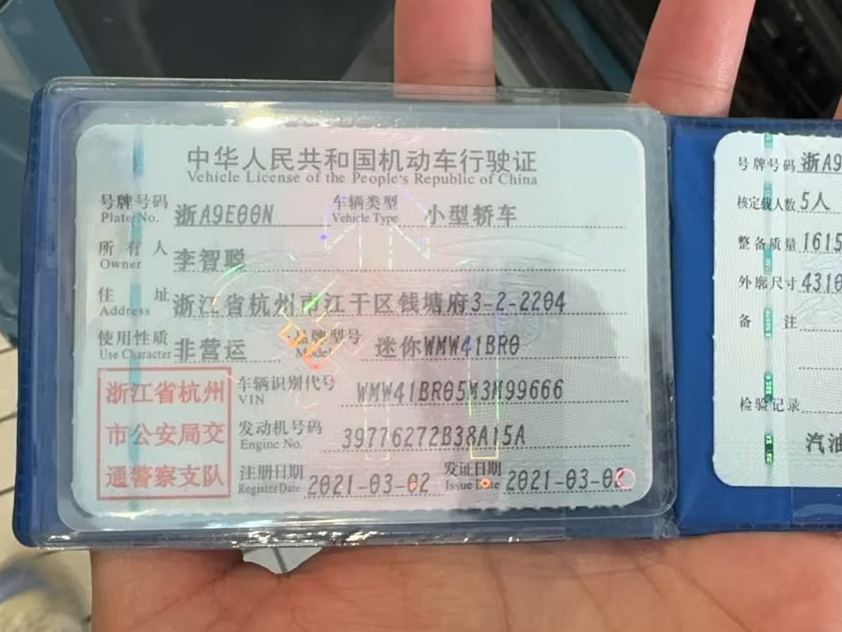 中华人民共和国机动车行驶证
Vehicle License of the People's Republic of China
号牌号码 浙A9E00N 车辆类型 小型轿车
Plate No. Vehicle Type
所有人 李智聪
Owner
住址 浙江省杭州市江干区钱塘府3-2-2204
Address
使用性质 非营运 品牌型号 迷你WMW41BR0
Use Character Model
浙江省杭州
市公安局交
通警察支队
车辆识别代号 WMW41BR05M3M99666
VIN
发动机号码 39776272B38A15A
Engine No.
注册日期 2021-03-02 发证日期 2021-03-02
Register Date Issue Date
号牌号码 浙A9
核定载人数 5人
整备质量 1615
外廓尺寸 4310
备注
检验记录
汽油